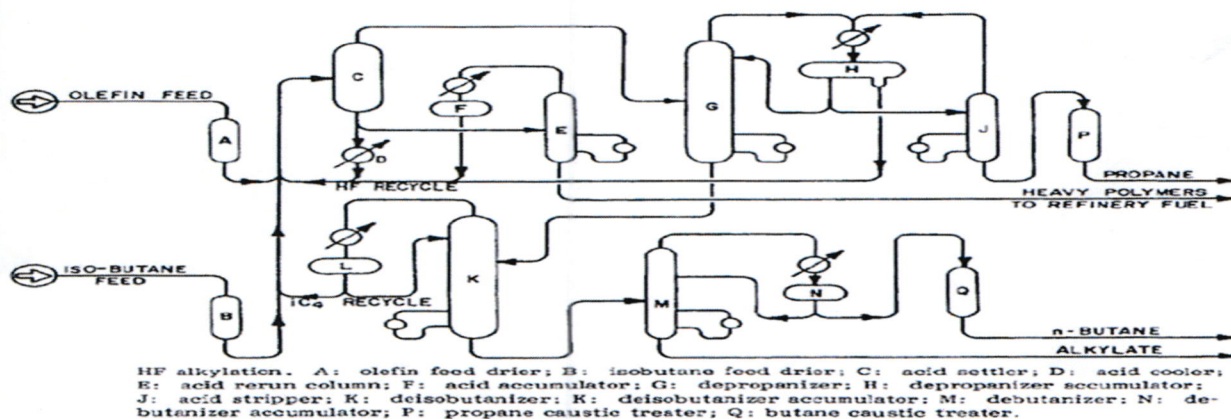 C
G
H
OLEFIN FEED
F
A
E
J
P
D
HF RECYCLE
PROPANE
HEAVY POLYMERS
TO REFINERY FUEL
ISO-BUTANE
FEED
L
K
B
iC4 RECYCLE
M
N
Q
n-BUTANE
ALKYLATE
HF alkylation. A: olefin feed drier; B: isobutane feed drier; C: acid settler; D: acid cooler;
E: acid rerun column; F: acid accumulator; G: depropanizer; H: depropanizer accumulator;
J: acid stripper; K: deisobutanizer; K: deisobutanizer accumulator; M: debutanizer; N: de-
butanizer accumulator; P: propane caustic treater; Q: butane caustic treater.